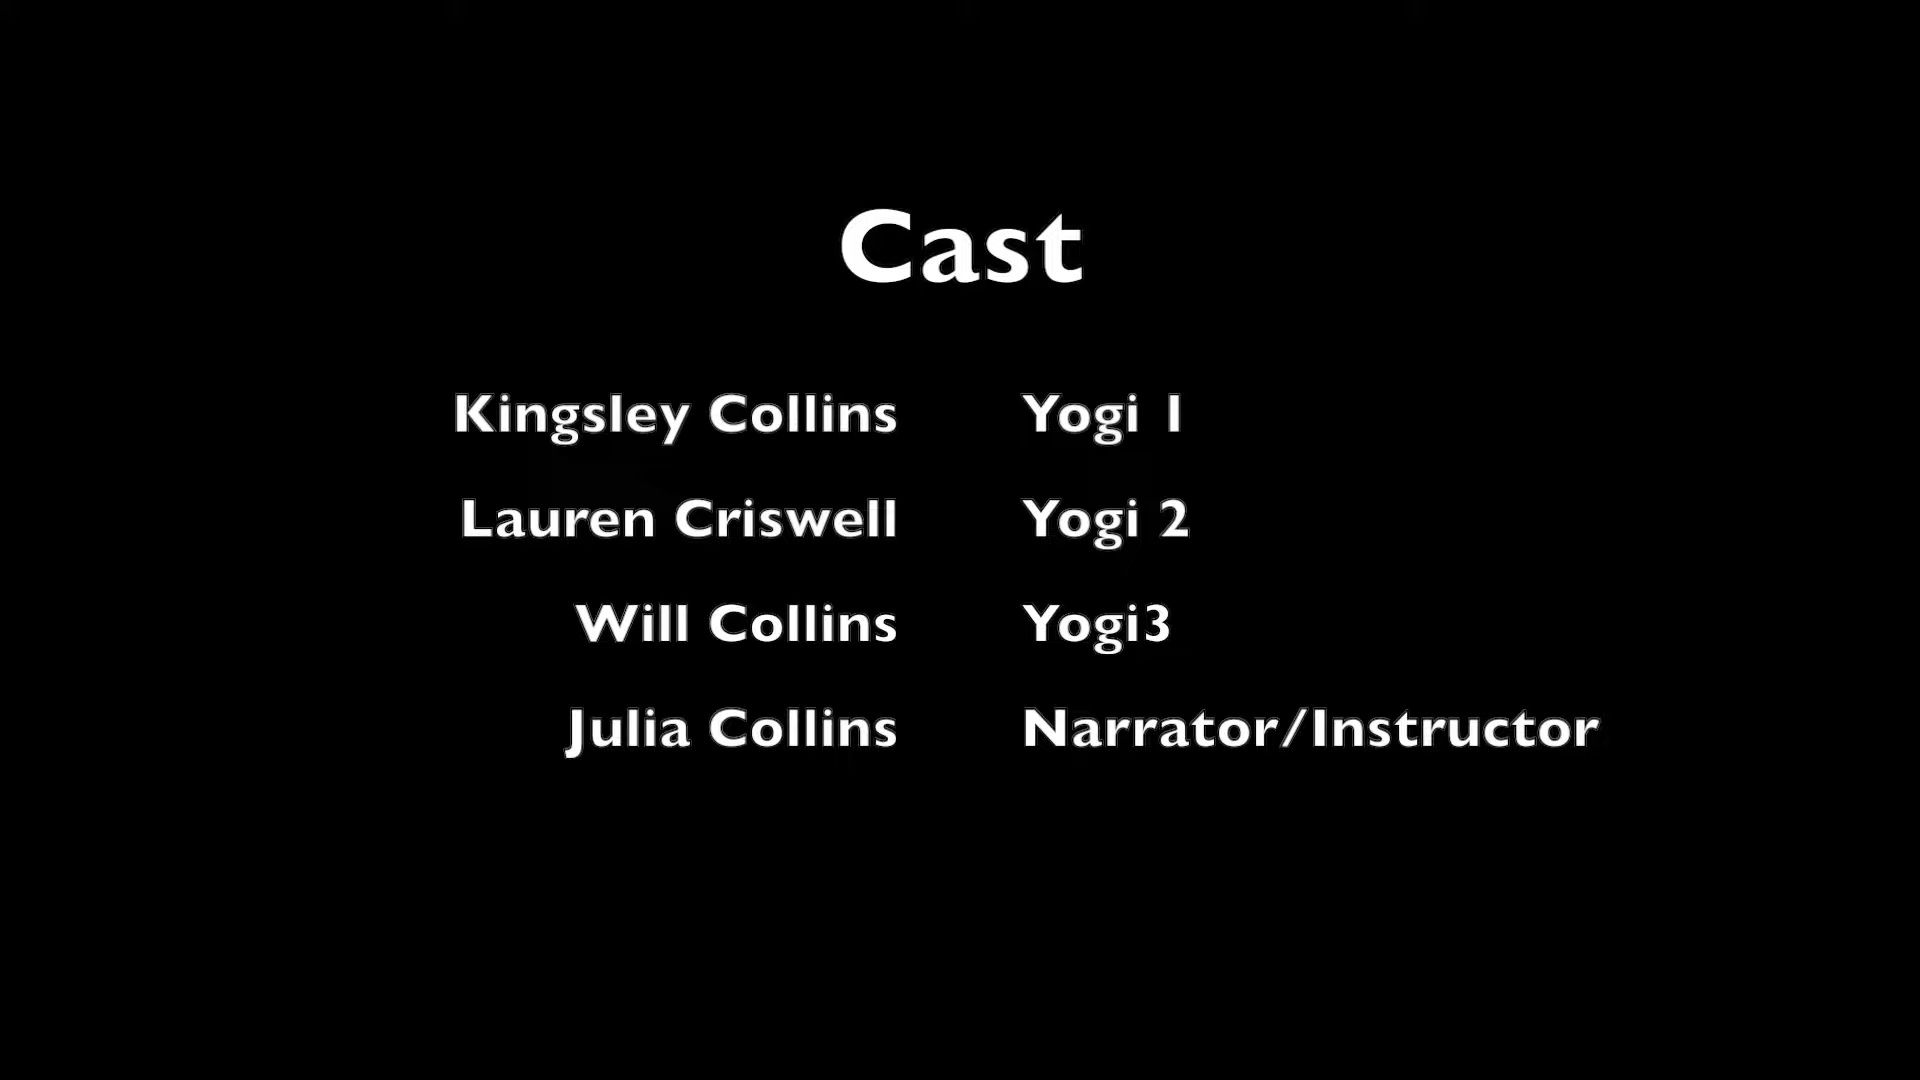 Cast
Kingsley Collins Yogi 1
Lauren Criswell Yogi 2
Will Collins Yogi3
Julia Collins Narrator/Instructor